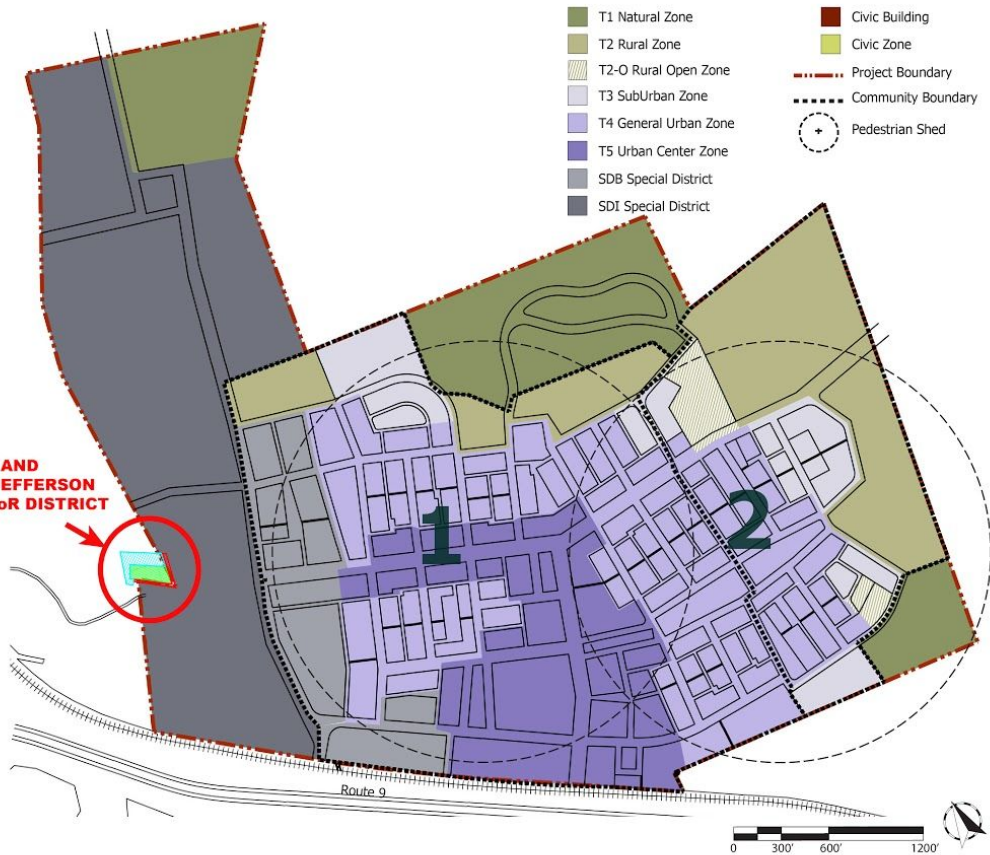 T1 Natural Zone
T2 Rural Zone
T2-O Rural Open Zone
T3 SubUrban Zone
T4 General Urban Zone
T5 Urban Center Zone
SDB Special District
SDI Special District
Civic Building
Civic Zone
Project Boundary
Community Boundary
Pedestrian Shed
AND
EFFERSON
oR DISTRICT
1
2
Route 9
0 300' 600' 1200'